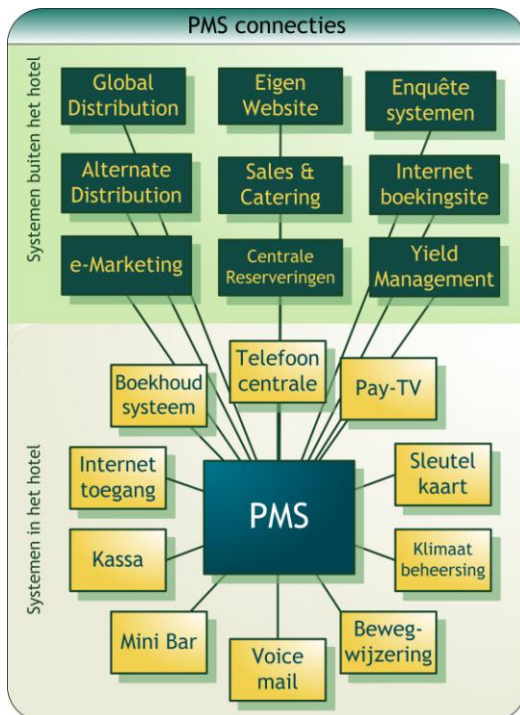 PMS connecties
Systemen buiten het hotel
Global
Distribution
Eigen
Website
Enquête
systemen
Alternate
Distribution
Sales &
Catering
Internet
boekingsite
e-Marketing
Centrale
Reserveringen
Yield
Management
Systemen in het hotel
Telefoon
centrale
Boekhoud
systeem
Pay-TV
Internet
toegang
Sleutel
kaart
PMS
Kassa
Klimaat
beheersing
Mini Bar
Voice
mail
Beweg-
wijzering